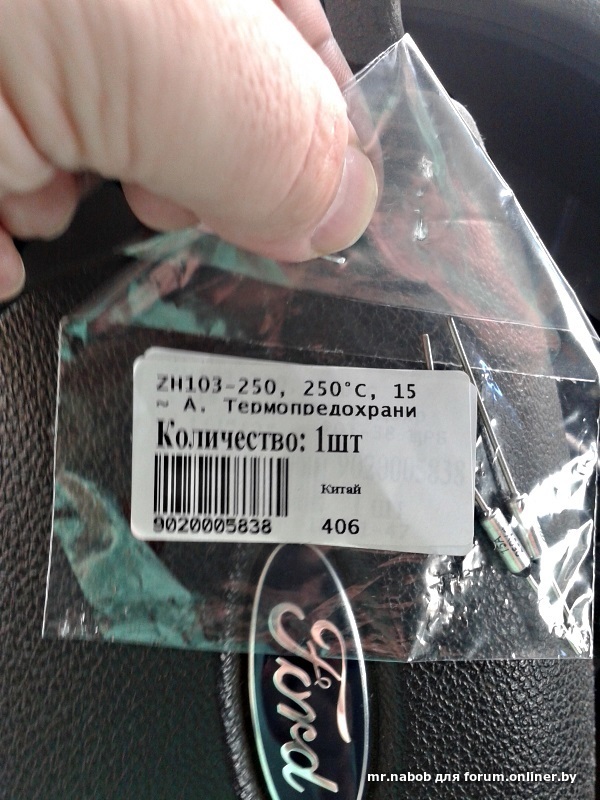 ZH103-250, 250°C, 15
~ А. Термопредохрани
Количество: 1шт
Китай
9020005838
406
Ford
mr.nabob для forum.onliner.by